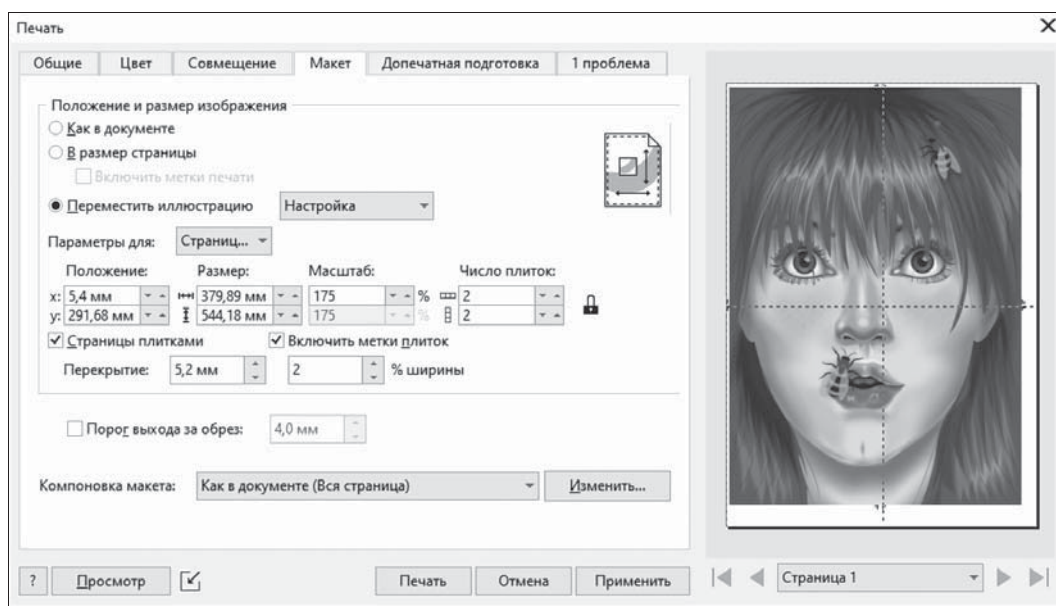 Печать
Общие Цвет Совмещение Макет Допечатная подготовка 1 проблема
Положение и размер изображения
Как в документе
В размер страницы
Включить метки печати
Переместить иллюстрацию Настройка
Параметры для: Страниц...
Положение: Размер: Масштаб: Число плиток:
x: 5,4 мм 379,89 мм 175 % 2
y: 291,68 мм 544,18 мм 175 % 2
Страницы плитками Включить метки плиток
Перекрытие: 5,2 мм 2 % ширины
Порог выхода за обрез: 4,0 мм
Компоновка макета: Как в документе (Вся страница) Изменить...
? Просмотр Печать Отмена Применить Страница 1